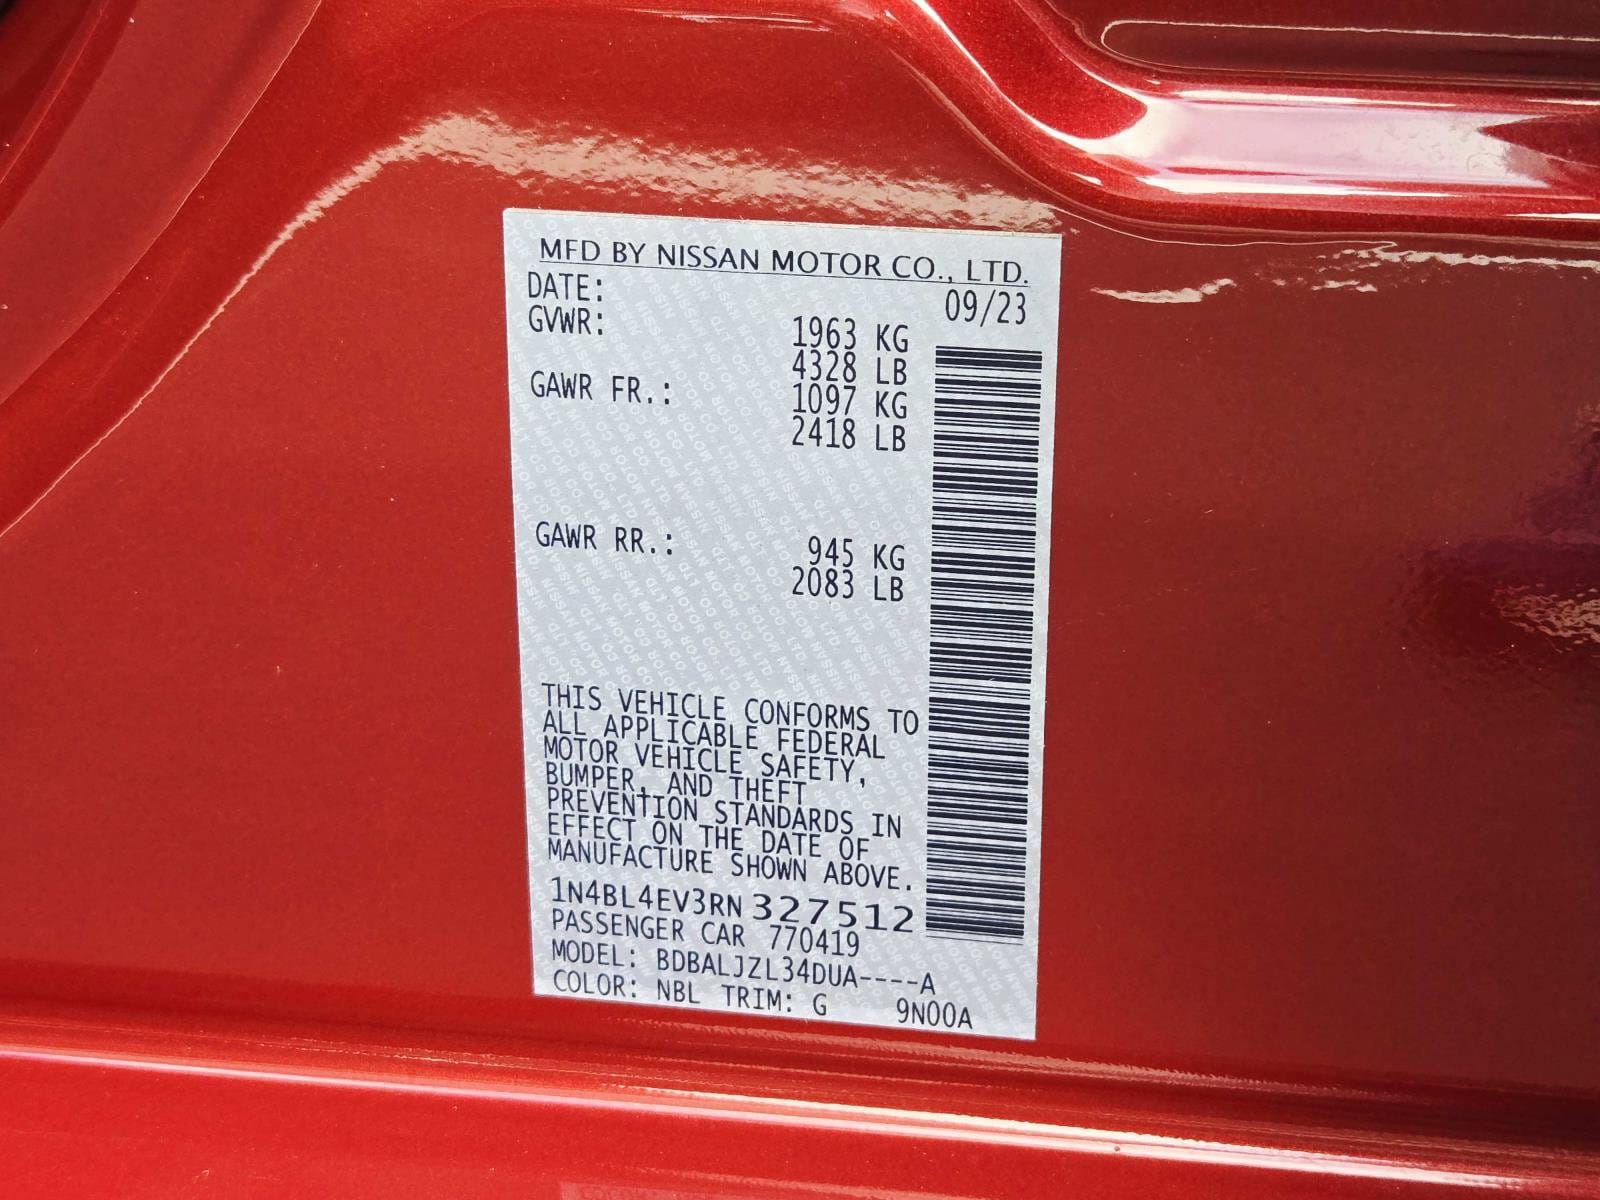 MFD BY NISSAN MOTOR CO., LTD.
DATE: 09/23
GVWR: 1963 KG
4328 LB
GAWR FR.: 1097 KG
2418 LB
GAWR RR.: 945 KG
2083 LB
THIS VEHICLE CONFORMS TO
ALL APPLICABLE FEDERAL
MOTOR VEHICLE SAFETY,
BUMPER, AND THEFT
PREVENTION STANDARDS IN
EFFECT ON THE DATE OF
MANUFACTURE SHOWN ABOVE.
1N4BL4EV3RN 327512
PASSENGER CAR 770419
MODEL: BDBALJZL34DUA----A
COLOR: NBL TRIM: G 9N00A